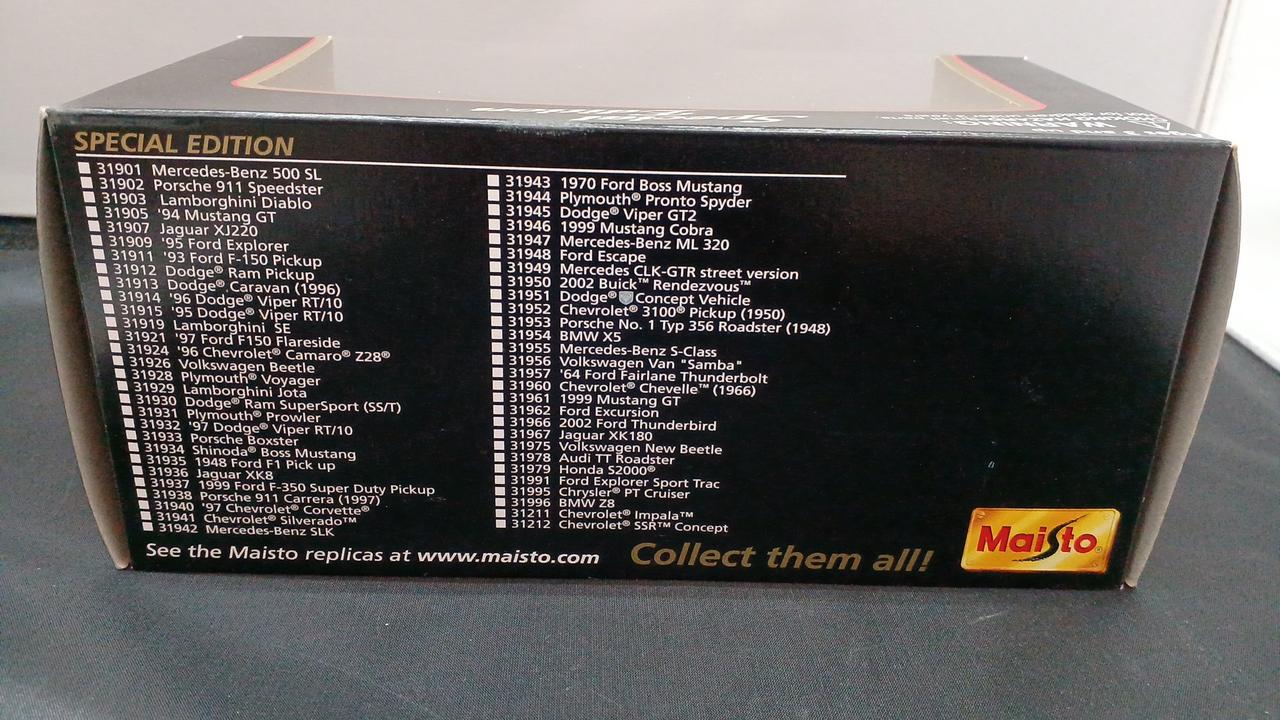 SPECIAL EDITION
31901 Mercedes-Benz 500 SL
31902 Porsche 911 Speedster
31903 Lamborghini Diablo
31905 '94 Mustang GT
31907 Jaguar XJ220
31909 '95 Ford Explorer
31911 '93 Ford F-150 Pickup
31912 Dodge® Ram Pickup
31913 Dodge® Caravan (1996)
31914 '96 Dodge® Viper RT/10
31915 '95 Dodge® Viper RT/10
31919 Lamborghini SE
31921 '97 Ford F150 Flareside
31924 '96 Chevrolet® Camaro® Z28®
31926 Volkswagen Beetle
31928 Plymouth® Voyager
31929 Lamborghini Jota
31930 Dodge® Ram SuperSport (SS/T)
31931 Plymouth® Prowler
31932 '97 Dodge® Viper RT/10
31933 Porsche Boxster
31934 Shinoda® Boss Mustang
31935 1948 Ford F1 Pick up
31936 Jaguar XK8
31937 1999 Ford F-350 Super Duty Pickup
31938 Porsche 911 Carrera (1997)
31940 '97 Chevrolet® Corvette®
31941 Chevrolet® Silverado™
31942 Mercedes-Benz SLK
31943 1970 Ford Boss Mustang
31944 Plymouth® Pronto Spyder
31945 Dodge® Viper GT2
31946 1999 Mustang Cobra
31947 Mercedes-Benz ML 320
31948 Ford Escape
31949 Mercedes CLK-GTR street version
31950 2002 Buick™ Rendezvous™
31951 Dodge® Concept Vehicle
31952 Chevrolet® 3100® Pickup (1950)
31953 Porsche No. 1 Typ 356 Roadster (1948)
31954 BMW X5
31955 Mercedes-Benz S-Class
31956 Volkswagen Van "Samba"
31957 '64 Ford Fairlane Thunderbolt
31960 Chevrolet® Chevelle™ (1966)
31961 1999 Mustang GT
31962 Ford Excursion
31966 2002 Ford Thunderbird
31967 Jaguar XK180
31975 Volkswagen New Beetle
31978 Audi TT Roadster
31979 Honda S2000®
31991 Ford Explorer Sport Trac
31995 Chrysler® PT Cruiser
31996 BMW Z8
31211 Chevrolet® Impala™
31212 Chevrolet® SSR™ Concept
See the Maisto replicas at www.maisto.com
Collect them all!
Maisto®